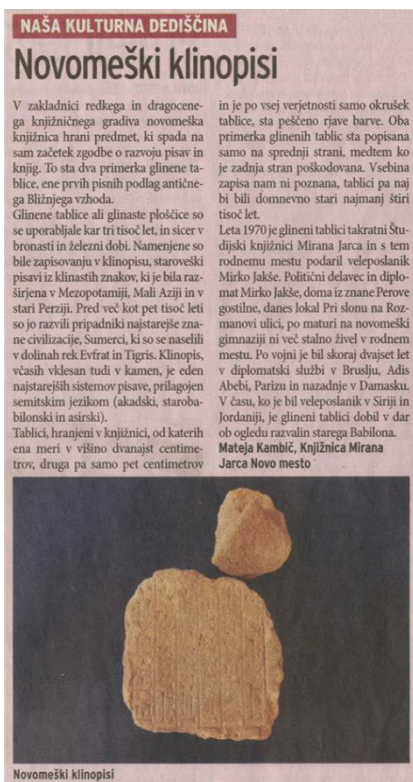 NAŠA KULTURNA DEDIŠČINA
Novomeški klinopisi
V zakladnici redkega in dragocene-
ga knjižničnega gradiva novomeška
knjižnica hrani predmet, ki spada na
sam začetek zgodbe o razvoju pisav in
knjig. To sta dva primerka glinene ta-
blice, ene prvih pisnih podlag antične-
ga Bližnjega vzhoda.
Glinene tablice ali glinaste ploščice so
se uporabljale kar tri tisoč let, in sicer v
bronasti in železni dobi. Namenjene so
bile zapisovanju v klinopisu, staroveški
pisavi iz klinastih znakov, ki je bila raz-
širjena v Mezopotamiji, Mali Aziji in v
stari Perziji. Pred več kot pet tisoč leti
so jo razvili pripadniki najstarejše zna-
ne civilizacije, Sumerci, ki so se naselili
v dolinah rek Evfrat in Tigris. Klinopis,
včasih vklesan tudi v kamen, je eden
najstarejših sistemov pisave, prilagojen
semitskim jezikom (akadski, staroba-
bilonski in asirski).
Tablici, hranjeni v knjižnici, od katerih
ena meri v višino dvanajst centime-
trov, druga pa samo pet centimetrov
in je po vsej verjetnosti samo okrušek
tablice, sta peščeno rjave barve. Oba
primerka glinenih tablic sta popisana
samo na sprednji strani, medtem ko
je zadnja stran poškodovana. Vsebina
zapisa nam ni poznana, tablici pa naj
bi bili domnevno stari najmanj štiri
tisoč let.
Leta 1970 je glineni tablici takratni Štu-
dijski knjižnici Mirana Jarca in s tem
rodnemu mestu podaril veleposlanik
Mirko Jakše. Politični delavec in diplo-
mat Mirko Jakše, doma iz znane Perove
gostilne, danes lokal Pri slonu na Roz-
manovi ulici, po maturi na novomeški
gimnaziji ni več stalno živel v rodnem
mestu. Po vojni je bil skoraj dvajset let
v diplomatski službi v Bruslju, Adis
Abebi, Parizu in nazadnje v Damasku.
V času, ko je bil veleposlanik v Siriji in
Jordaniji, je glineni tablici dobil v dar
ob ogledu razvalin starega Babilona.
Mateja Kambič, Knjižnica Mirana
Jarca Novo mesto
Novomeški klinopisi